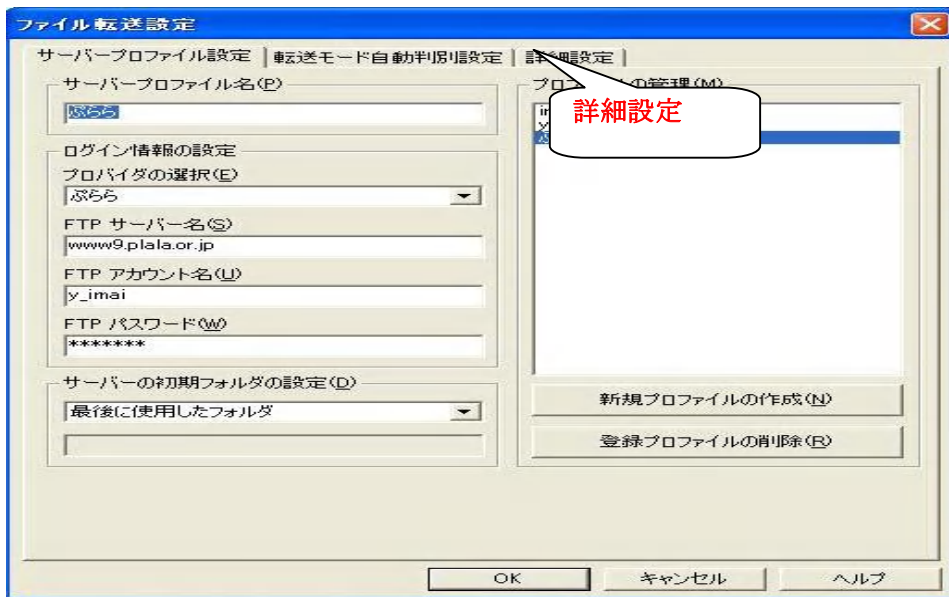 ファイル転送設定
サーバープロファイル設定
転送モード自動判別設定
詳細設定
サーバープロファイル名(P)
ぷらら
ログイン情報の設定
プロバイダの選択(E)
ぷらら
FTP サーバー名(S)
www9.plala.or.jp
FTP アカウント名(U)
y_imai
FTP パスワード(W)
*******
サーバーの初期フォルダの設定(D)
最後に使用したフォルダ
の管理(M)
詳細設定
新規プロファイルの作成(N)
登録プロファイルの削除(R)
OK
キャンセル
ヘルプ